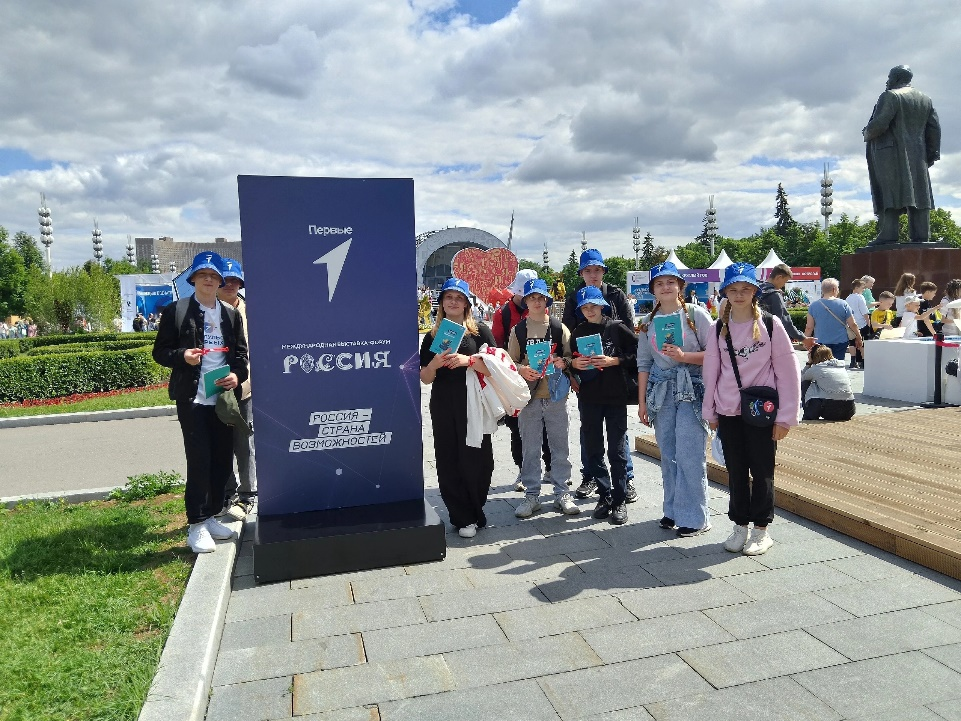 Первые
МЕЖДУНАРОДНАЯ ВЫСТАВКА-ФОРУМ
РОССИЯ
РОССИЯ –
СТРАНА
ВОЗМОЖНОСТЕЙ